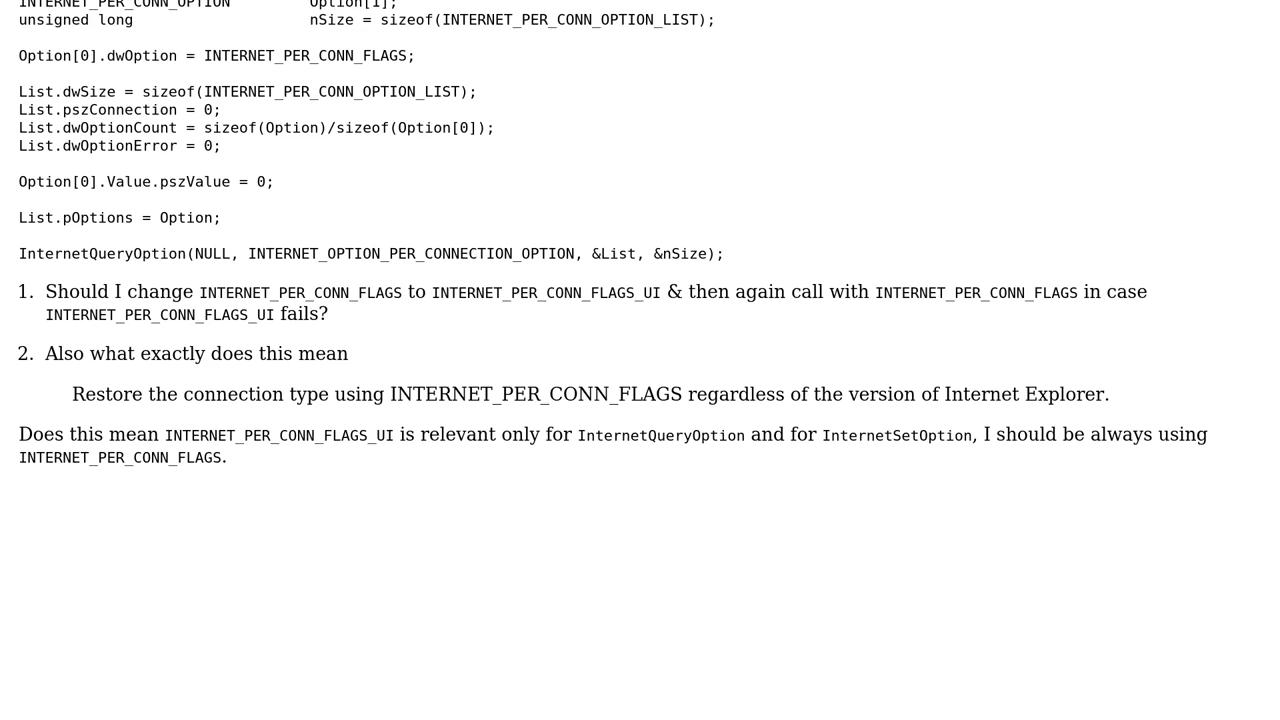 INTERNET_PER_CONN_OPTION         Option[1];
unsigned long                    nSize = sizeof(INTERNET_PER_CONN_OPTION_LIST);
Option[0].dwOption = INTERNET_PER_CONN_FLAGS;
List.dwSize = sizeof(INTERNET_PER_CONN_OPTION_LIST);
List.pszConnection = 0;
List.dwOptionCount = sizeof(Option)/sizeof(Option[0]);
List.dwOptionError = 0;
Option[0].Value.pszValue = 0;
List.pOptions = Option;
InternetQueryOption(NULL, INTERNET_OPTION_PER_CONNECTION_OPTION, &List, &nSize);
1. Should I change INTERNET_PER_CONN_FLAGS to INTERNET_PER_CONN_FLAGS_UI & then again call with INTERNET_PER_CONN_FLAGS in case
INTERNET_PER_CONN_FLAGS_UI fails?
2. Also what exactly does this mean
Restore the connection type using INTERNET_PER_CONN_FLAGS regardless of the version of Internet Explorer.
Does this mean INTERNET_PER_CONN_FLAGS_UI is relevant only for InternetQueryOption and for InternetSetOption, I should be always using
INTERNET_PER_CONN_FLAGS.